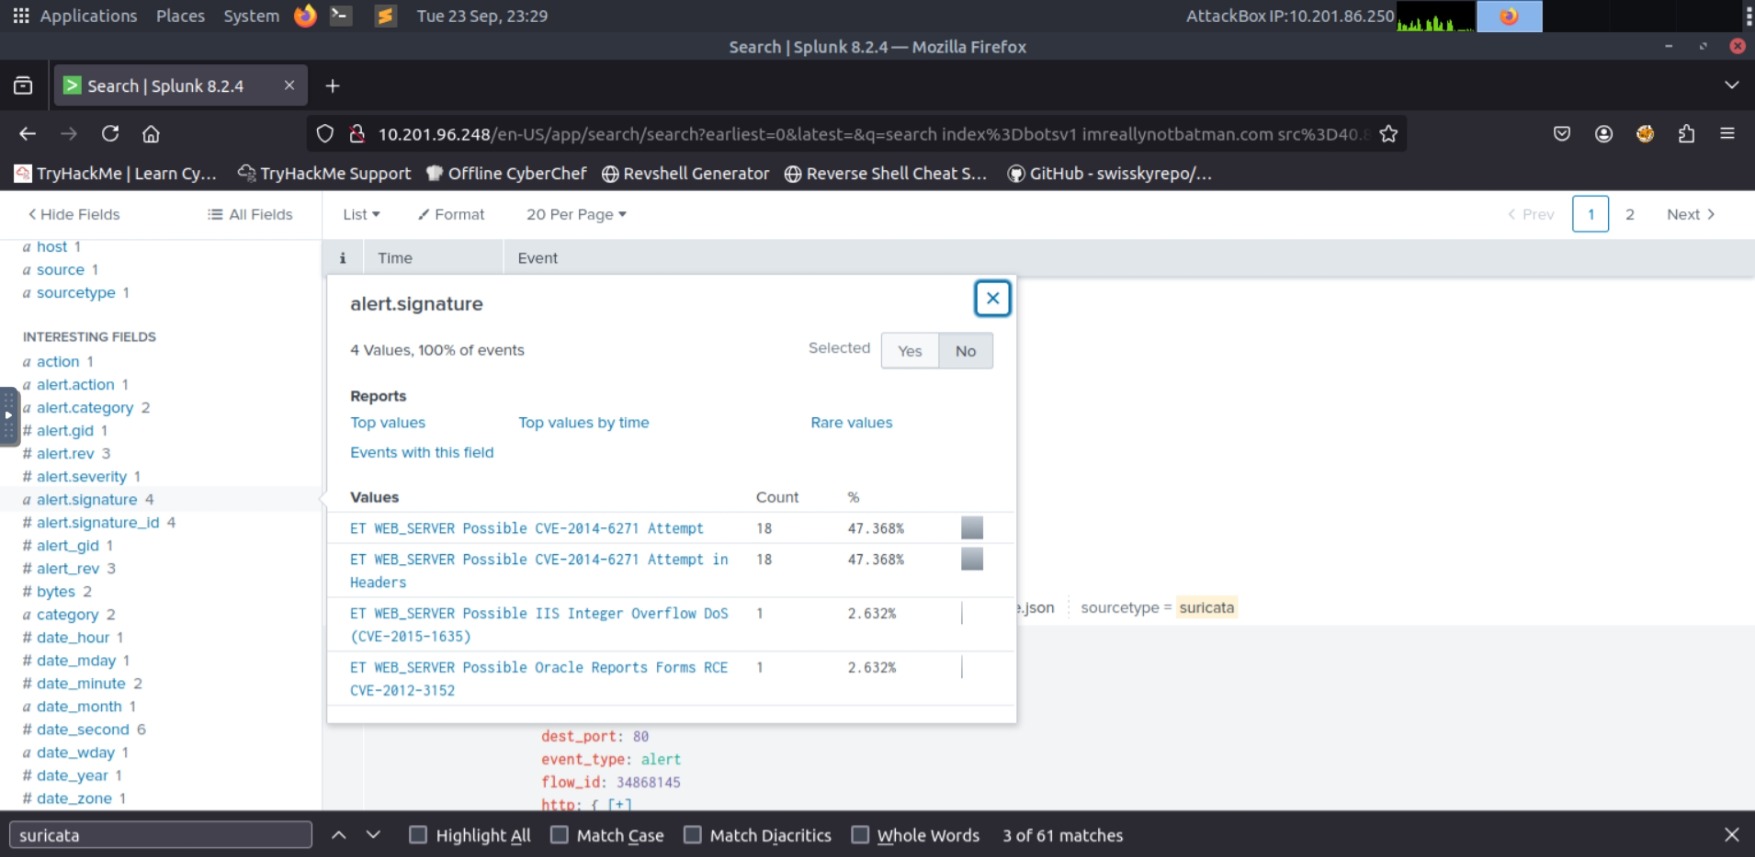 Applications Places System Tue 23 Sep, 23:29 AttackBox IP:10.201.86.250
Search | Splunk 8.2.4 — Mozilla Firefox
Search | Splunk 8.2.4
10.201.96.248/en-US/app/search/search?earliest=0&latest=&q=search index%3Dbotsv1 imreallynotbatman.com src%3D40.8
TryHackMe | Learn Cy... TryHackMe Support Offline CyberChef Revshell Generator Reverse Shell Cheat S... GitHub - swisskyrepo/...
< Hide Fields All Fields List Format 20 Per Page < Prev 1 2 Next >
a host 1
a source 1
a sourcetype 1
INTERESTING FIELDS
a action 1
a alert.action 1
a alert.category 2
# alert.gid 1
# alert.rev 3
# alert.severity 1
a alert.signature 4
# alert.signature_id 4
# alert_gid 1
# alert_rev 3
# bytes 2
a category 2
# date_hour 1
# date_mday 1
# date_minute 2
a date_month 1
# date_second 6
a date_wday 1
# date_year 1
# date_zone 1
i Time Event
alert.signature
4 Values, 100% of events Selected Yes No
Reports
Top values Top values by time Rare values
Events with this field
Values Count %
ET WEB_SERVER Possible CVE-2014-6271 Attempt 18 47.368%
ET WEB_SERVER Possible CVE-2014-6271 Attempt in 18 47.368%
Headers
ET WEB_SERVER Possible IIS Integer Overflow DoS 1 2.632%
(CVE-2015-1635)
ET WEB_SERVER Possible Oracle Reports Forms RCE 1 2.632%
CVE-2012-3152
e.json sourcetype = suricata
dest_port: 80
event_type: alert
flow_id: 34868145
http: { [+]
suricata Highlight All Match Case Match Diacritics Whole Words 3 of 61 matches